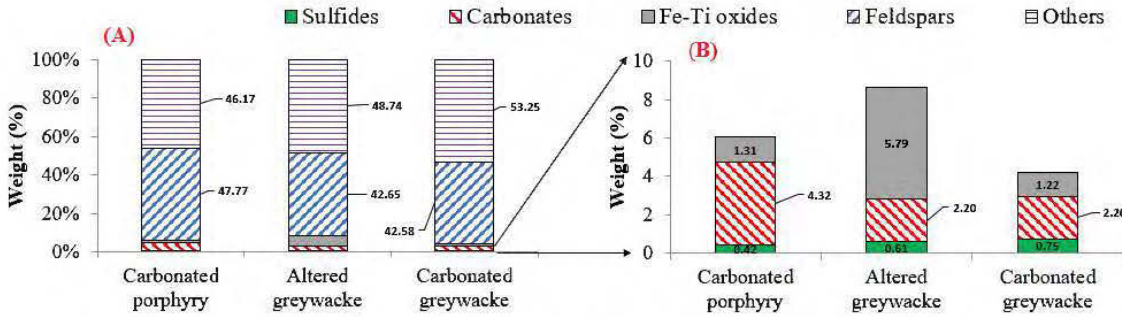 Sulfides Carbonates Fe-Ti oxides Feldspars Others
(A)
Weight (%)
100%
80%
60%
40%
20%
0%
46.17
47.77
48.74
42.65
53.25
42.58
Carbonated porphyry
Altered greywacke
Carbonated greywacke
(B)
Weight (%)
10
8
6
4
2
0
1.31
4.32
0.42
5.79
2.20
0.61
1.22
2.20
0.75
Carbonated porphyry
Altered greywacke
Carbonated greywacke